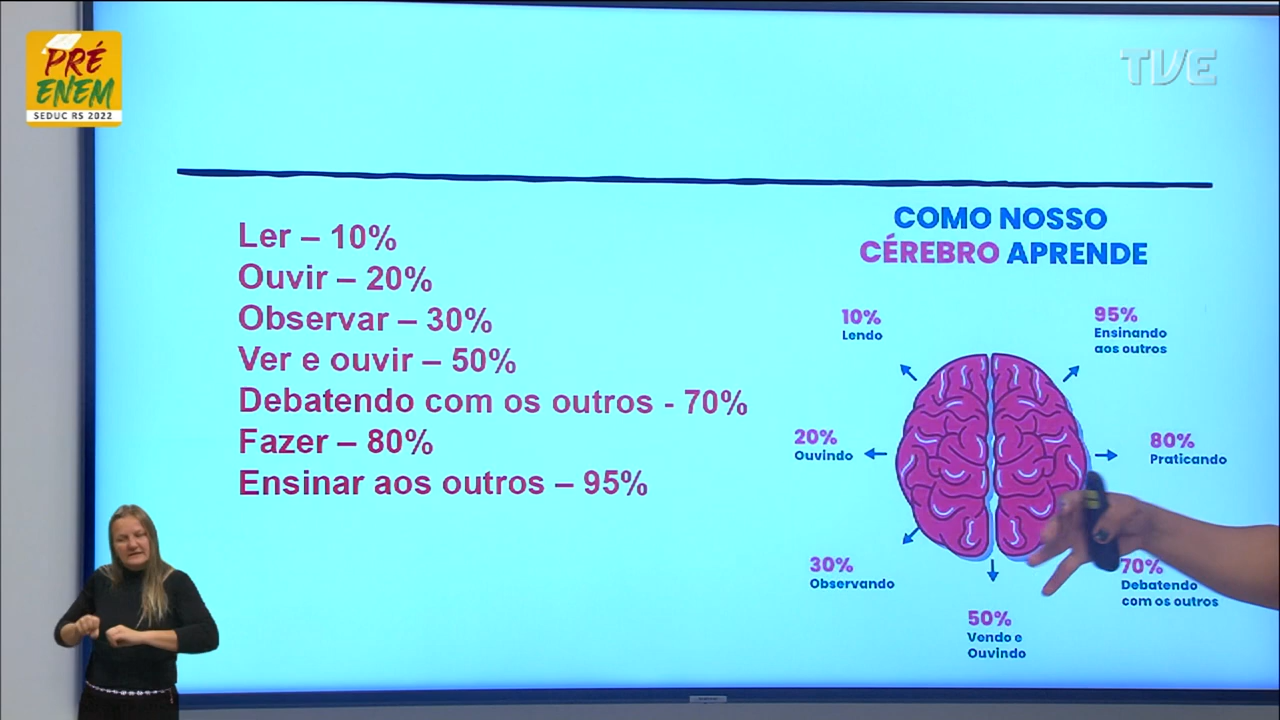 PRÉ
ENEM
SEDUC RS 2022
TVE
Ler – 10%
Ouvir – 20%
Observar – 30%
Ver e ouvir – 50%
Debatendo com os outros - 70%
Fazer – 80%
Ensinar aos outros – 95%
COMO NOSSO
CÉREBRO APRENDE
10%
Lendo
95%
Ensinando
aos outros
20%
Ouvindo
80%
Praticando
30%
Observando
70%
Debatendo
com os outros
50%
Vendo e
Ouvindo